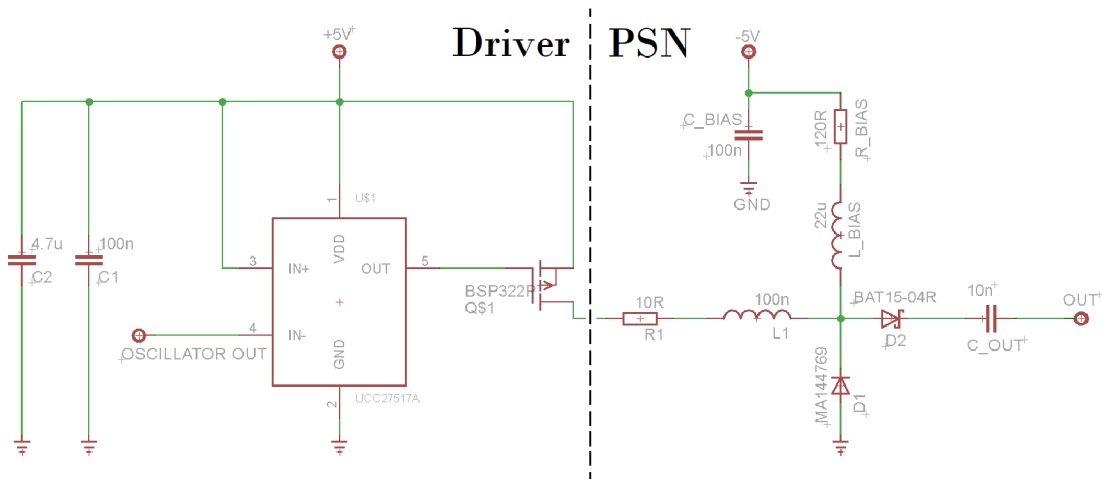 Driver
PSN
+5V
-5V
C_BIAS
100n
GND
120R
R_BIAS
22u
L_BIAS
U$1
1
VDD
4.7u
C2
100n
C1
3
IN+
OUT
5
BSP322P
Q$1
OSCILLATOR OUT
4
IN-
GND
2
UCC27517A
10R
R1
100n
L1
BAT15-04R
D2
10n
C_OUT
OUT
MA144769
D1